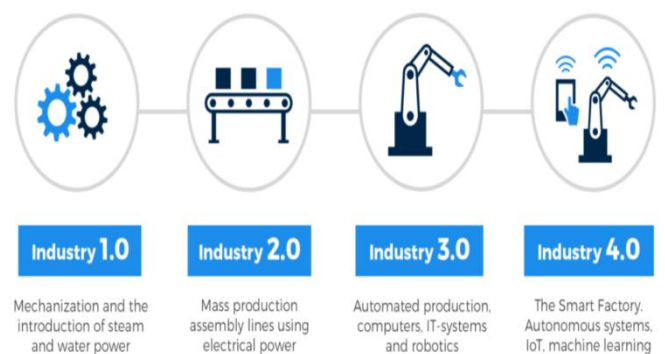 Industry 1.0
Mechanization and the
introduction of steam
and water power
Industry 2.0
Mass production
assembly lines using
electrical power
Industry 3.0
Automated production,
computers, IT-systems
and robotics
Industry 4.0
The Smart Factory.
Autonomous systems,
IoT, machine learning